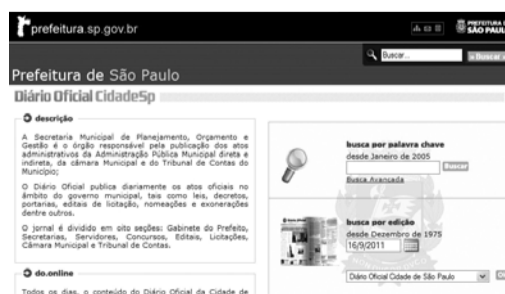 prefeitura.sp.gov.br
PREFEITURA
SÃO PAUL
Buscar...
Buscar
Prefeitura de São Paulo
Diário Oficial CidadeSp
descrição
A Secretaria Municipal de Planejamento, Orçamento e
Gestão é o órgão responsável pela publicação dos atos
administrativos da Administração Pública Municipal direta e
indireta, da câmara Municipal e do Tribunal de Contas do
Município;
O Diário Oficial publica diariamente os atos oficiais no
âmbito do governo municipal, tais como leis, decretos,
portarias, editais de licitação, nomeações e exonerações
dentre outros.
O jornal é dividido em oito seções: Gabinete do Prefeito,
Secretarias, Servidores, Concursos, Editais, Licitações,
Câmara Municipal e Tribunal de Contas.
do.online
Todos os dias, o conteúdo do Diário Oficial da Cidade de
busca por palavra chave
desde Janeiro de 2005
Buscar
Busca Avançada
busca por edição
desde Dezembro de 1975
16/9/2011
Diário Oficial Cidade de São Paulo